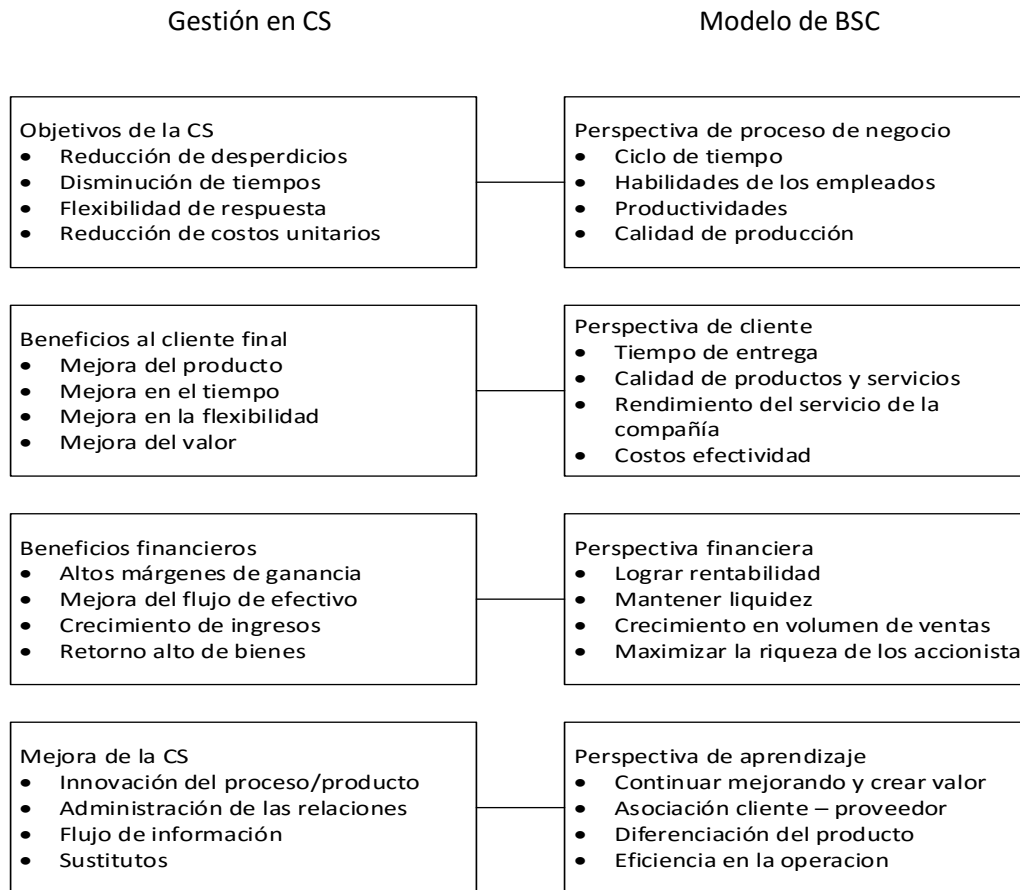 Gestión en CS
Modelo de BSC
Objetivos de la CS
• Reducción de desperdicios
• Disminución de tiempos
• Flexibilidad de respuesta
• Reducción de costos unitarios
Perspectiva de proceso de negocio
• Ciclo de tiempo
• Habilidades de los empleados
• Productividades
• Calidad de producción
Beneficios al cliente final
• Mejora del producto
• Mejora en el tiempo
• Mejora en la flexibilidad
• Mejora del valor
Perspectiva de cliente
• Tiempo de entrega
• Calidad de productos y servicios
• Rendimiento del servicio de la
compañía
• Costos efectividad
Beneficios financieros
• Altos márgenes de ganancia
• Mejora del flujo de efectivo
• Crecimiento de ingresos
• Retorno alto de bienes
Perspectiva financiera
• Lograr rentabilidad
• Mantener liquidez
• Crecimiento en volumen de ventas
• Maximizar la riqueza de los accionista
Mejora de la CS
• Innovación del proceso/producto
• Administración de las relaciones
• Flujo de información
• Sustitutos
Perspectiva de aprendizaje
• Continuar mejorando y crear valor
• Asociación cliente – proveedor
• Diferenciación del producto
• Eficiencia en la operacion